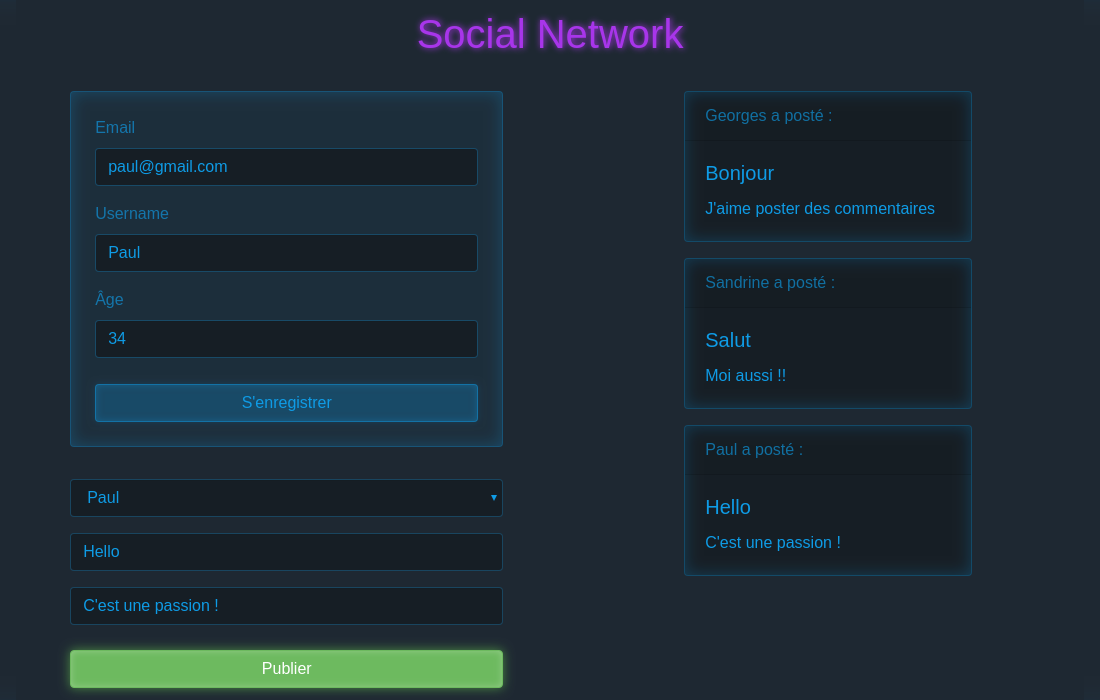 Social Network
Email
paul@gmail.com
Username
Paul
Âge
34
S'enregistrer
Paul
Hello
C'est une passion !
Publier
Georges a posté :
Bonjour
J'aime poster des commentaires
Sandrine a posté :
Salut
Moi aussi !!
Paul a posté :
Hello
C'est une passion !